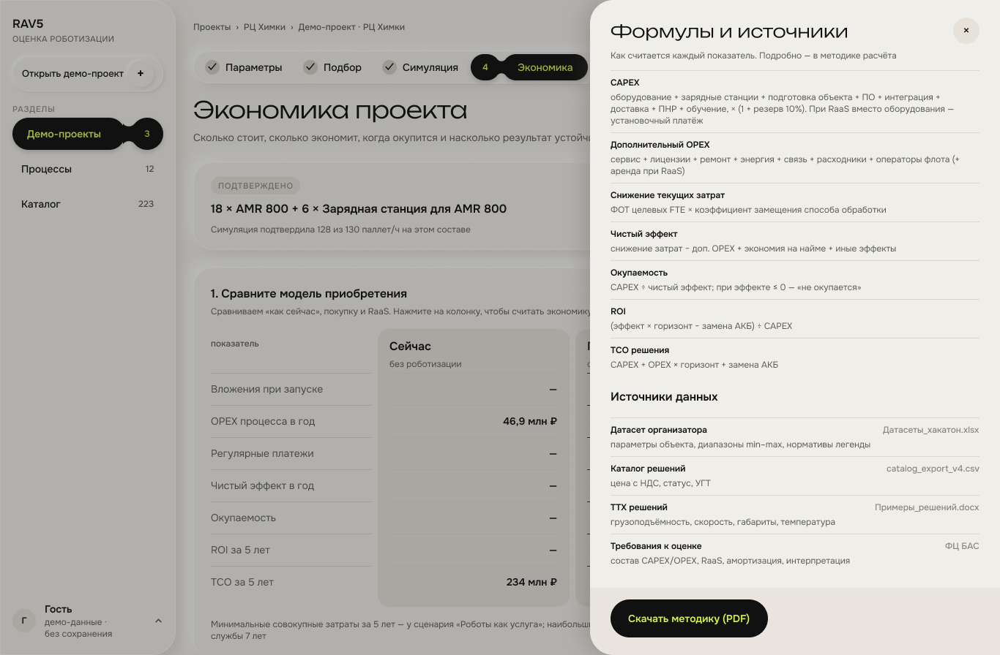 RAV5
ОЦЕНКА РОБОТИЗАЦИИ
Открыть демо-проект +
РАЗДЕЛЫ
Демо-проекты 3
Процессы 12
Каталог 223
Г
Гость
демо-данные ·
без сохранения
Проекты › РЦ Химки › Демо-проект · РЦ Химки
Параметры Подбор Симуляция 4 Экономика
Экономика проекта
Сколько стоит, сколько экономит, когда окупится и насколько результат
ПОДТВЕРЖДЕНО
18 × AMR 800 + 6 × Зарядная станция для AMR 800
Симуляция подтвердила 128 из 130 паллет/ч на этом составе
1. Сравните модель приобретения
Сравниваем «как сейчас», покупку и RaaS. Нажмите на колонку, чтобы считать экономику
показатель
Сейчас
без роботизации
Вложения при запуске —
OPEX процесса в год 46,9 млн ₽
Регулярные платежи —
Чистый эффект в год —
Окупаемость —
ROI за 5 лет —
TCO за 5 лет 234 млн ₽
Минимальные совокупные затраты за 5 лет — у сценария «Роботы как услуга»;
службы 7 лет
Формулы и источники
×
Как считается каждый показатель. Подробно — в методике расчёта
CAPEX
оборудование + зарядные станции + подготовка объекта + ПО + интеграция +
доставка + ПНР + обучение, × (1 + резерв 10%). При RaaS вместо оборудования —
установочный платёж
Дополнительный OPEX
сервис + лицензии + ремонт + энергия + связь + расходники + операторы флота (+
аренда при RaaS)
Снижение текущих затрат
ФОТ целевых FTE × коэффициент замещения способа обработки
Чистый эффект
снижение затрат − доп. OPEX + экономия на найме + иные эффекты
Окупаемость
CAPEX ÷ чистый эффект; при эффекте ≤ 0 — «не окупается»
ROI
(эффект × горизонт − замена АКБ) ÷ CAPEX
TCO решения
CAPEX + OPEX × горизонт + замена АКБ
Источники данных
Датасет организатора Датасеты_хакатон.xlsx
параметры объекта, диапазоны min–max, нормативы легенды
Каталог решений catalog_export_v4.csv
цена с НДС, статус, УГТ
ТТХ решений Примеры_решений.docx
грузоподъёмность, скорость, габариты, температура
Требования к оценке ФЦ БАС
состав CAPEX/OPEX, RaaS, амортизация, интерпретация
Скачать методику (PDF)